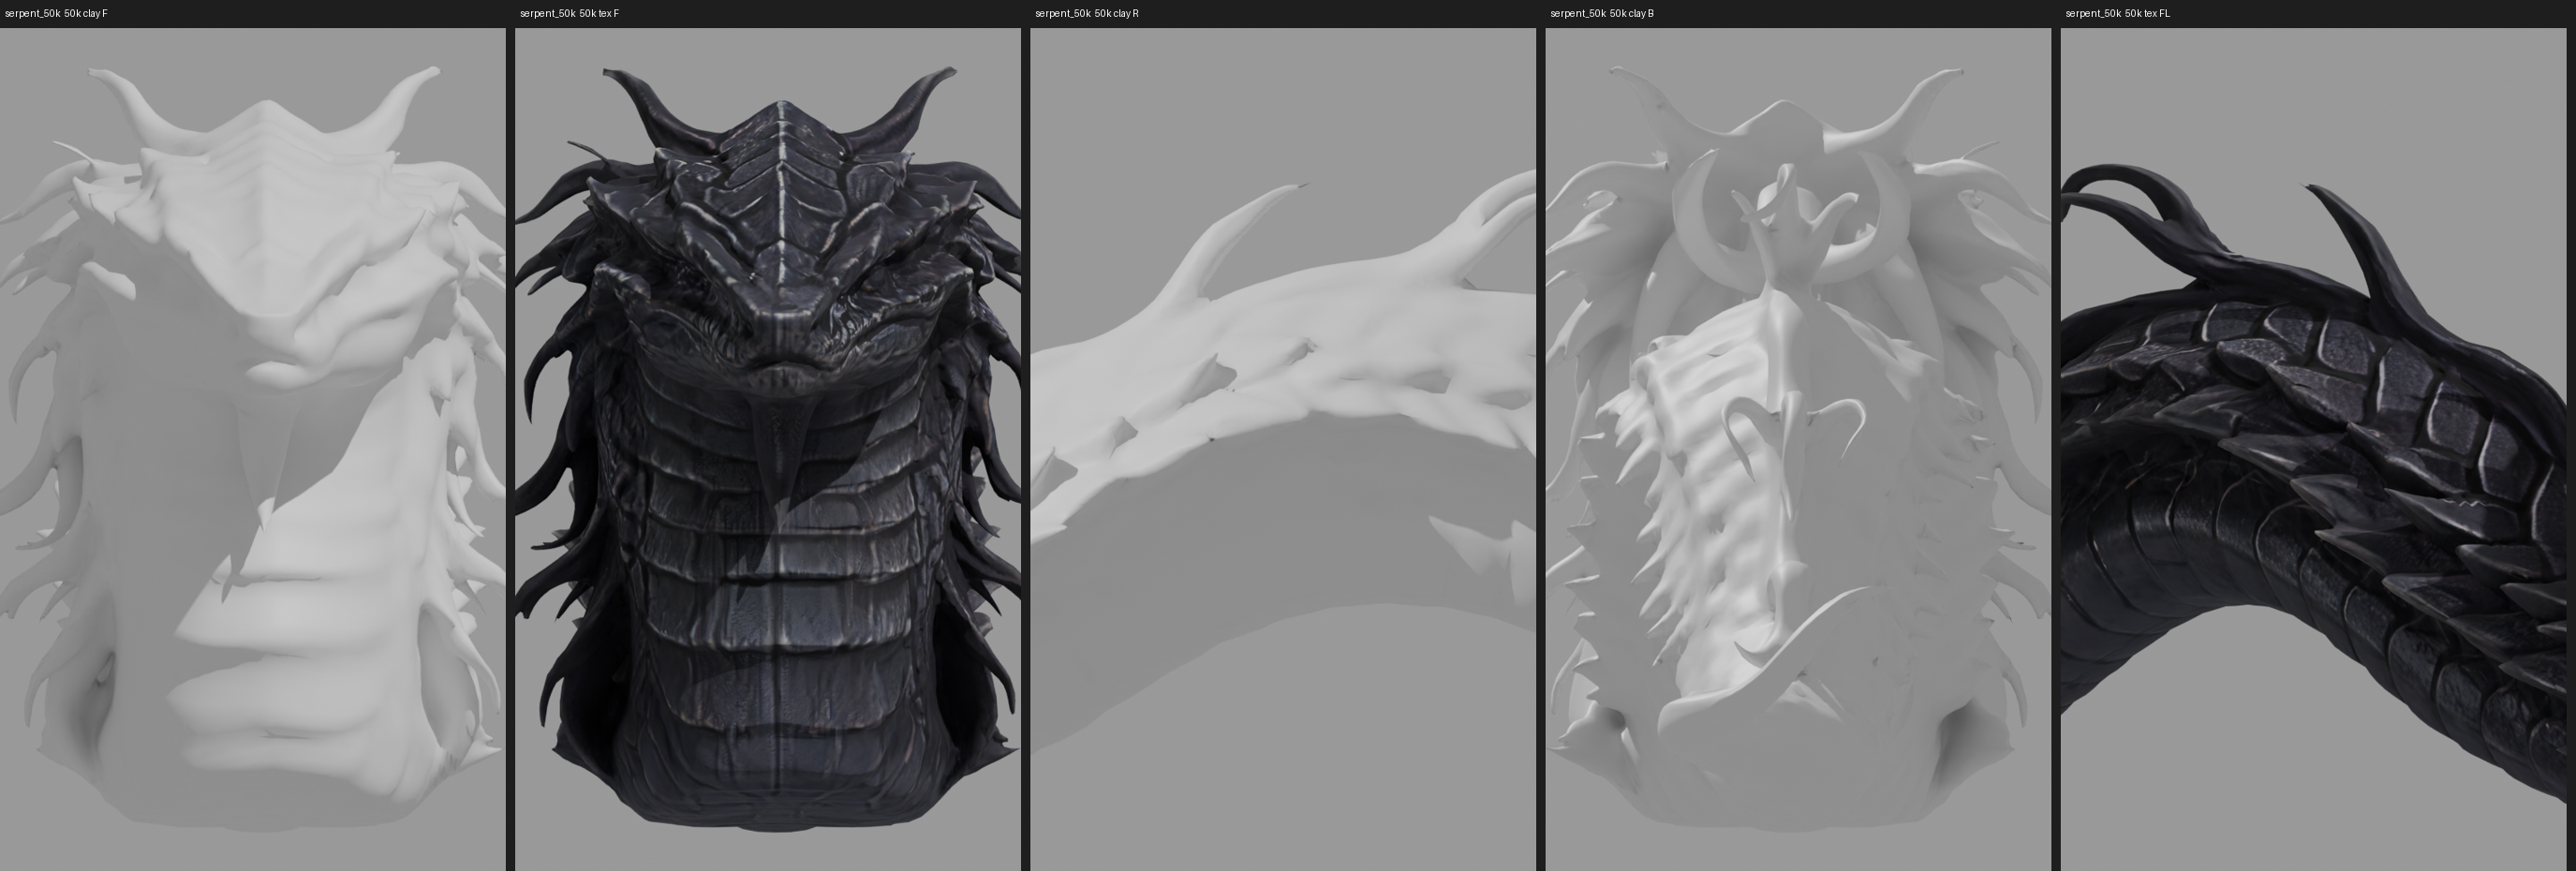 serpent_50k 50k clay F
serpent_50k 50k tex F
serpent_50k 50k clay R
serpent_50k 50k clay B
serpent_50k 50k tex FL